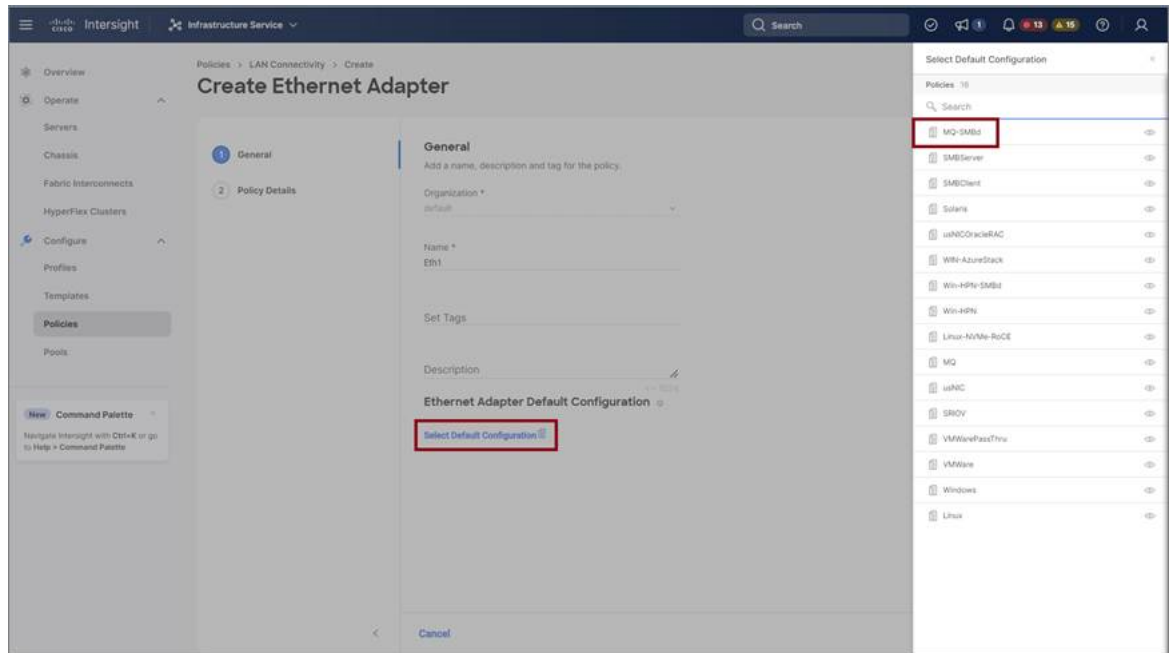 cisco Intersight
Infrastructure Service
Search
1
13
15
Overview
Operate
Servers
Chassis
Fabric Interconnects
HyperFlex Clusters
Configure
Profiles
Templates
Policies
Pools
New Command Palette
Navigate Intersight with Ctrl+K or go
to Help > Command Palette
Policies > LAN Connectivity > Create
Create Ethernet Adapter
1 General
2 Policy Details
General
Add a name, description and tag for the policy.
Organization *
default
Name *
Eth1
Set Tags
Description
<= 1024
Ethernet Adapter Default Configuration
Select Default Configuration
Cancel
Select Default Configuration
Policies 16
Search
MQ-SMBd
SMBServer
SMBClient
Solaris
usNICOracleRAC
WIN-AzureStack
Win-HPN-SMBd
Win-HPN
Linux-NVMe-RoCE
MQ
usNIC
SRIOV
VMWarePassThru
VMWare
Windows
Linux